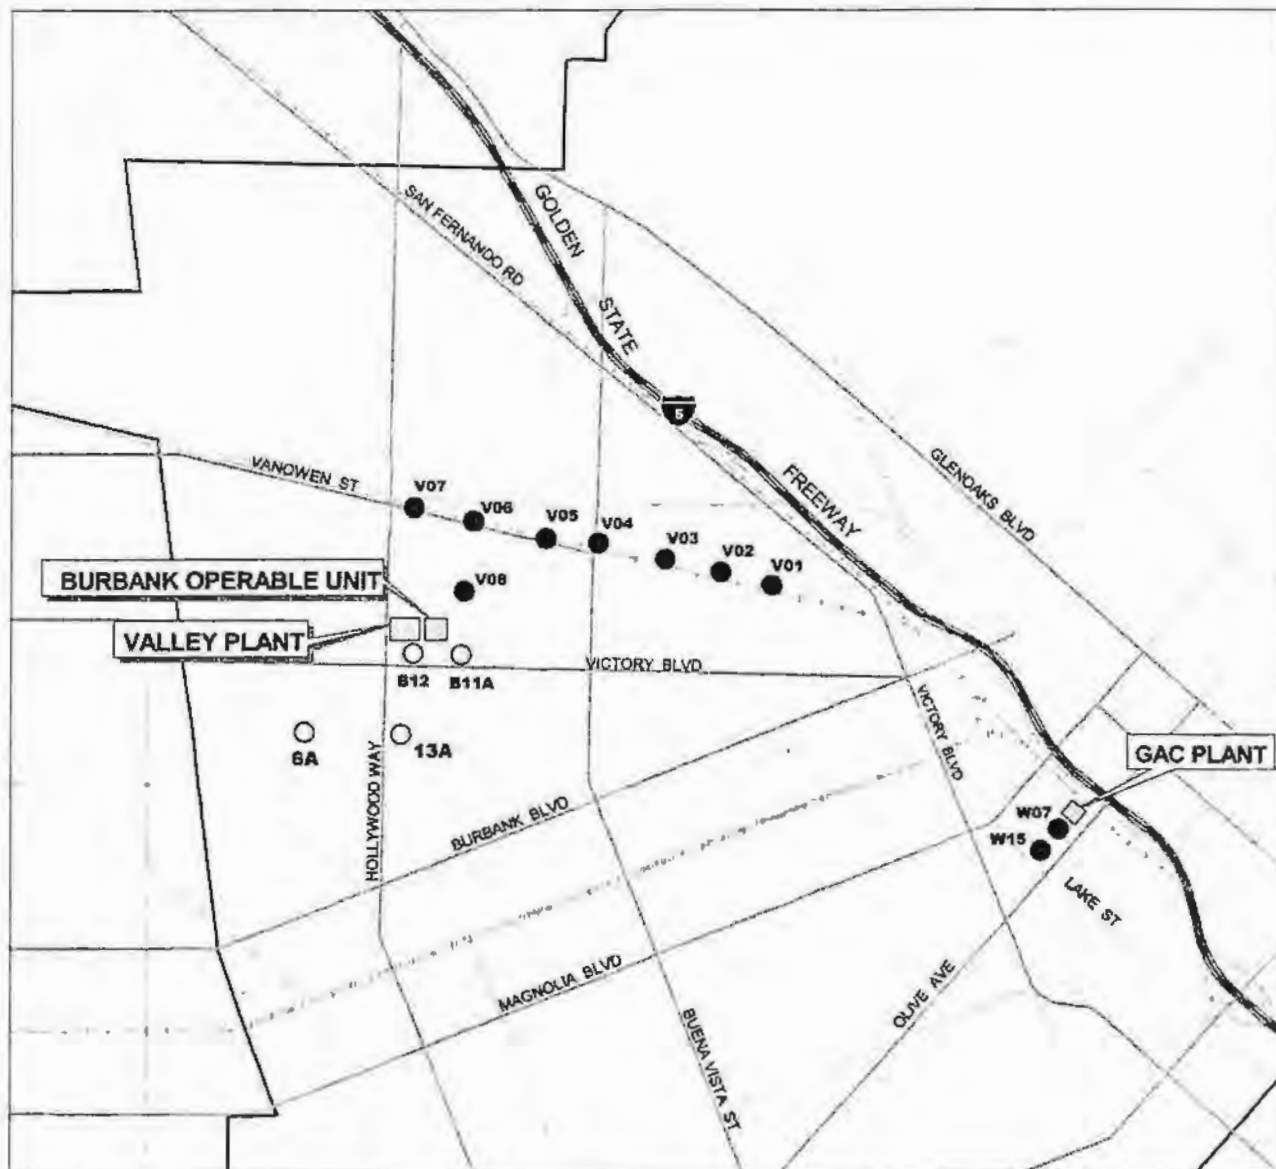 GOLDEN
SAN FERNANDO RD
STATE
5
FREEWAY
GLENOAKS BLVD
VANOWEN ST
V07
V06
V05
V04
V03
V02
V01
BURBANK OPERABLE UNIT
V08
VALLEY PLANT
B12
B11A
VICTORY BLVD
6A
13A
VICTORY BLVD
GAC PLANT
HOLLYWOOD WAY
BURBANK BLVD
W07
W15
LAKE ST
MAGNOLIA BLVD
OLIVE AVE
BUENA VISTA ST